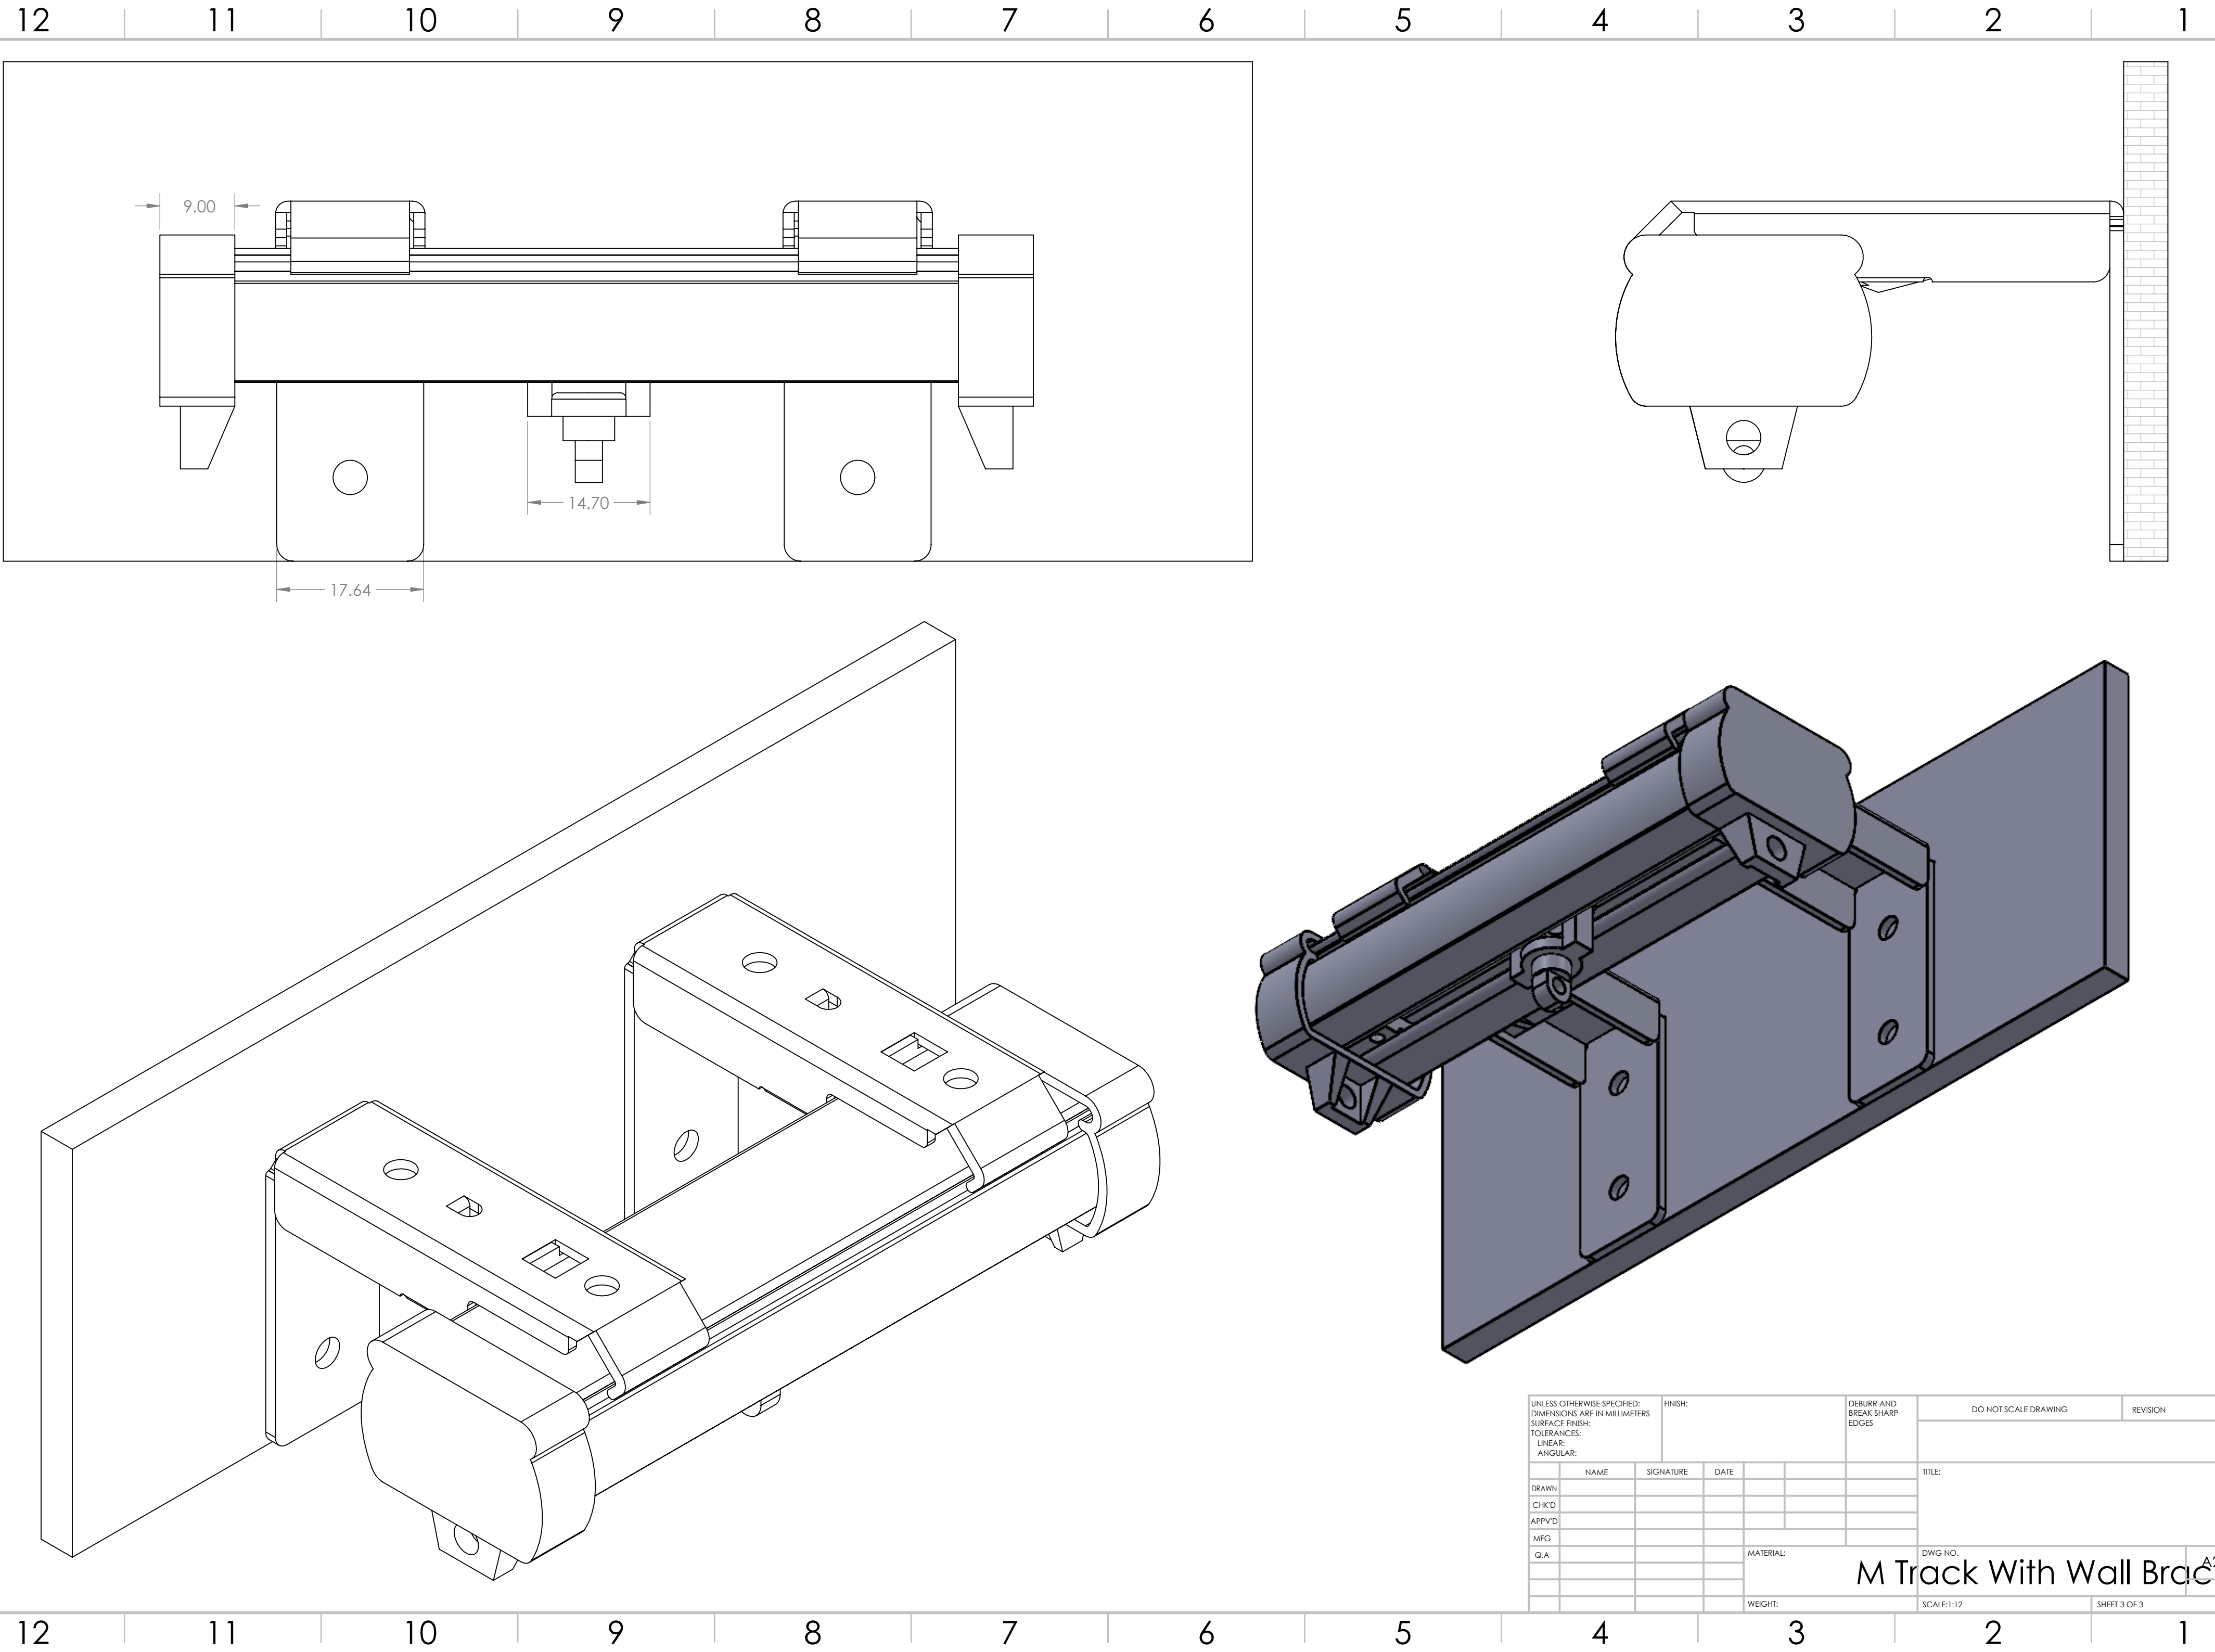 12 11 10 9 8 7 6 5 4 3 2 1
9.00
14.70
17.64
UNLESS OTHERWISE SPECIFIED:
DIMENSIONS ARE IN MILLIMETERS
SURFACE FINISH:
TOLERANCES:
LINEAR:
ANGULAR:
FINISH:
DEBURR AND
BREAK SHARP
EDGES
DO NOT SCALE DRAWING
REVISION
NAME SIGNATURE DATE
TITLE:
DRAWN
CHK'D
APPV'D
MFG
Q.A
MATERIAL:
DWG NO.
M Track With Wall Brac
WEIGHT:
SCALE:1:12
SHEET 3 OF 3
12 11 10 9 8 7 6 5 4 3 2 1